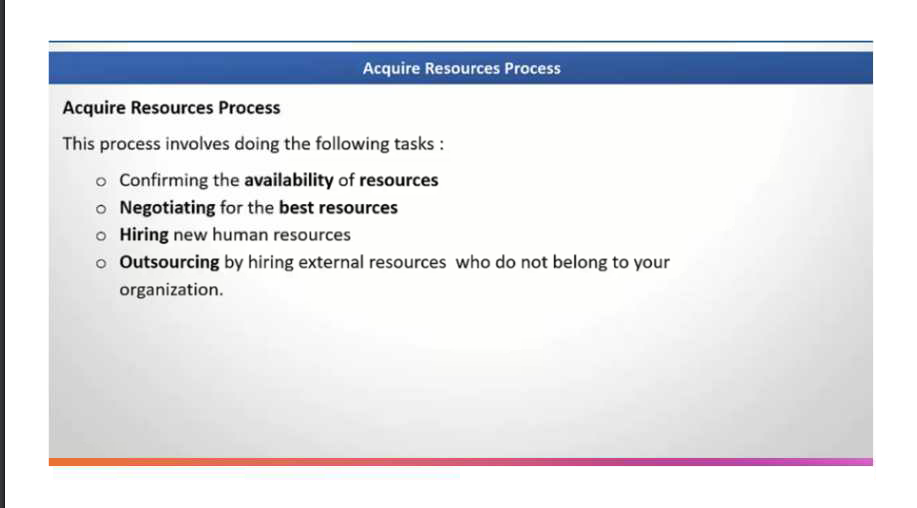 Acquire Resources Process
Acquire Resources Process
This process involves doing the following tasks :
o Confirming the availability of resources
o Negotiating for the best resources
o Hiring new human resources
o Outsourcing by hiring external resources who do not belong to your
organization.